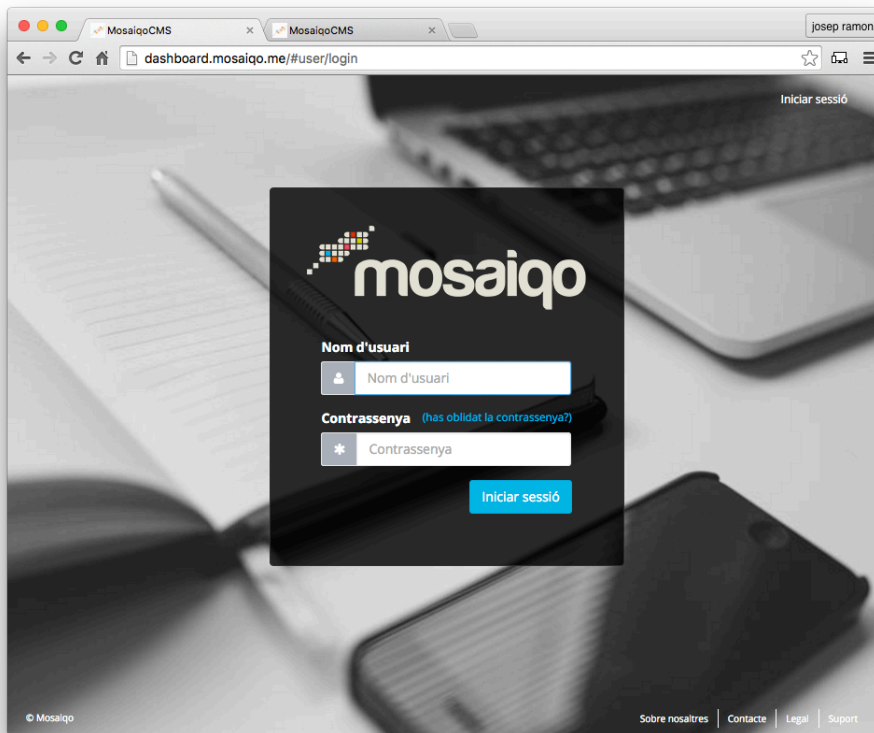 MosaiqoCMS
MosaiqoCMS
josep ramon
dashboard.mosaiqo.me/#user/login
Iniciar sessió
mosaiqo
Nom d'usuari
Nom d'usuari
Contrassenya (has oblidat la contrassenya?)
Contrassenya
Iniciar sessió
© Mosaiqo
Sobre nosaltres Contacte Legal Suport